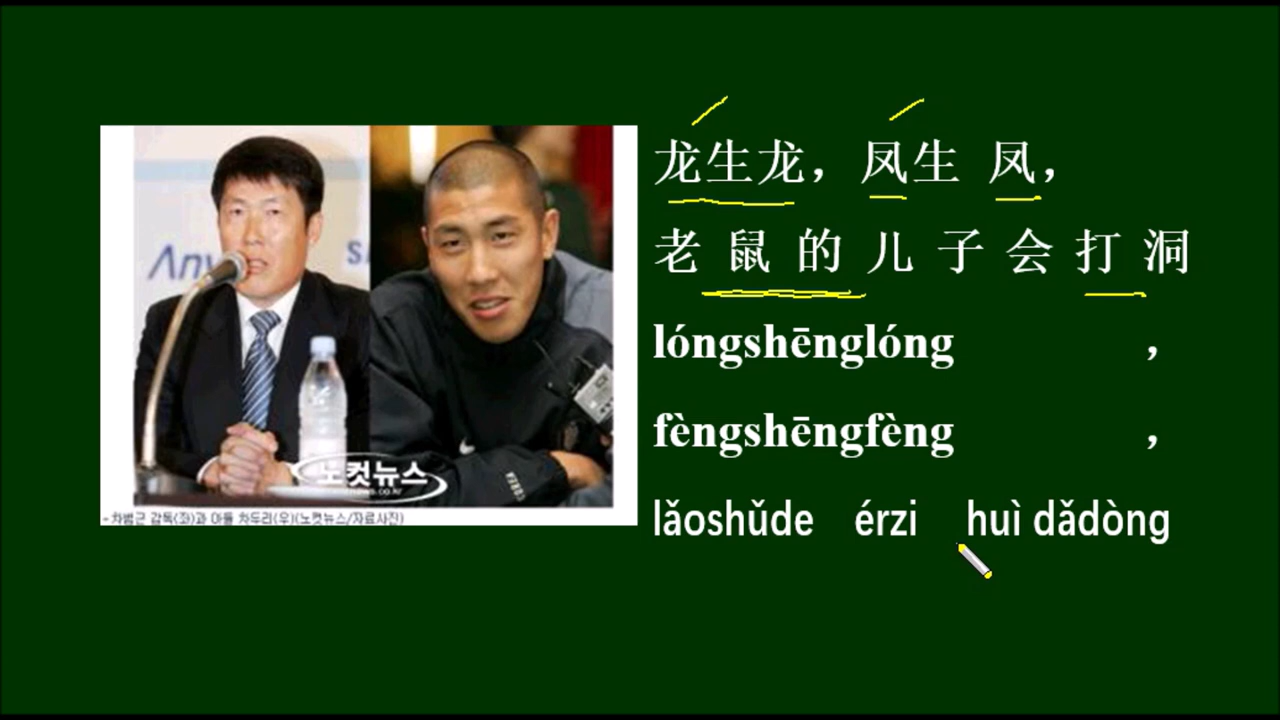 龙生龙，凤生 凤，
老 鼠 的 儿 子 会 打 洞
lóngshēnglóng ，
fèngshēngfèng ，
lǎoshǔde érzi huì dǎdòng
Any
SA
노컷뉴스
차범근 감독(좌)과 아들 차두리(우)(노컷뉴스/자료사진)